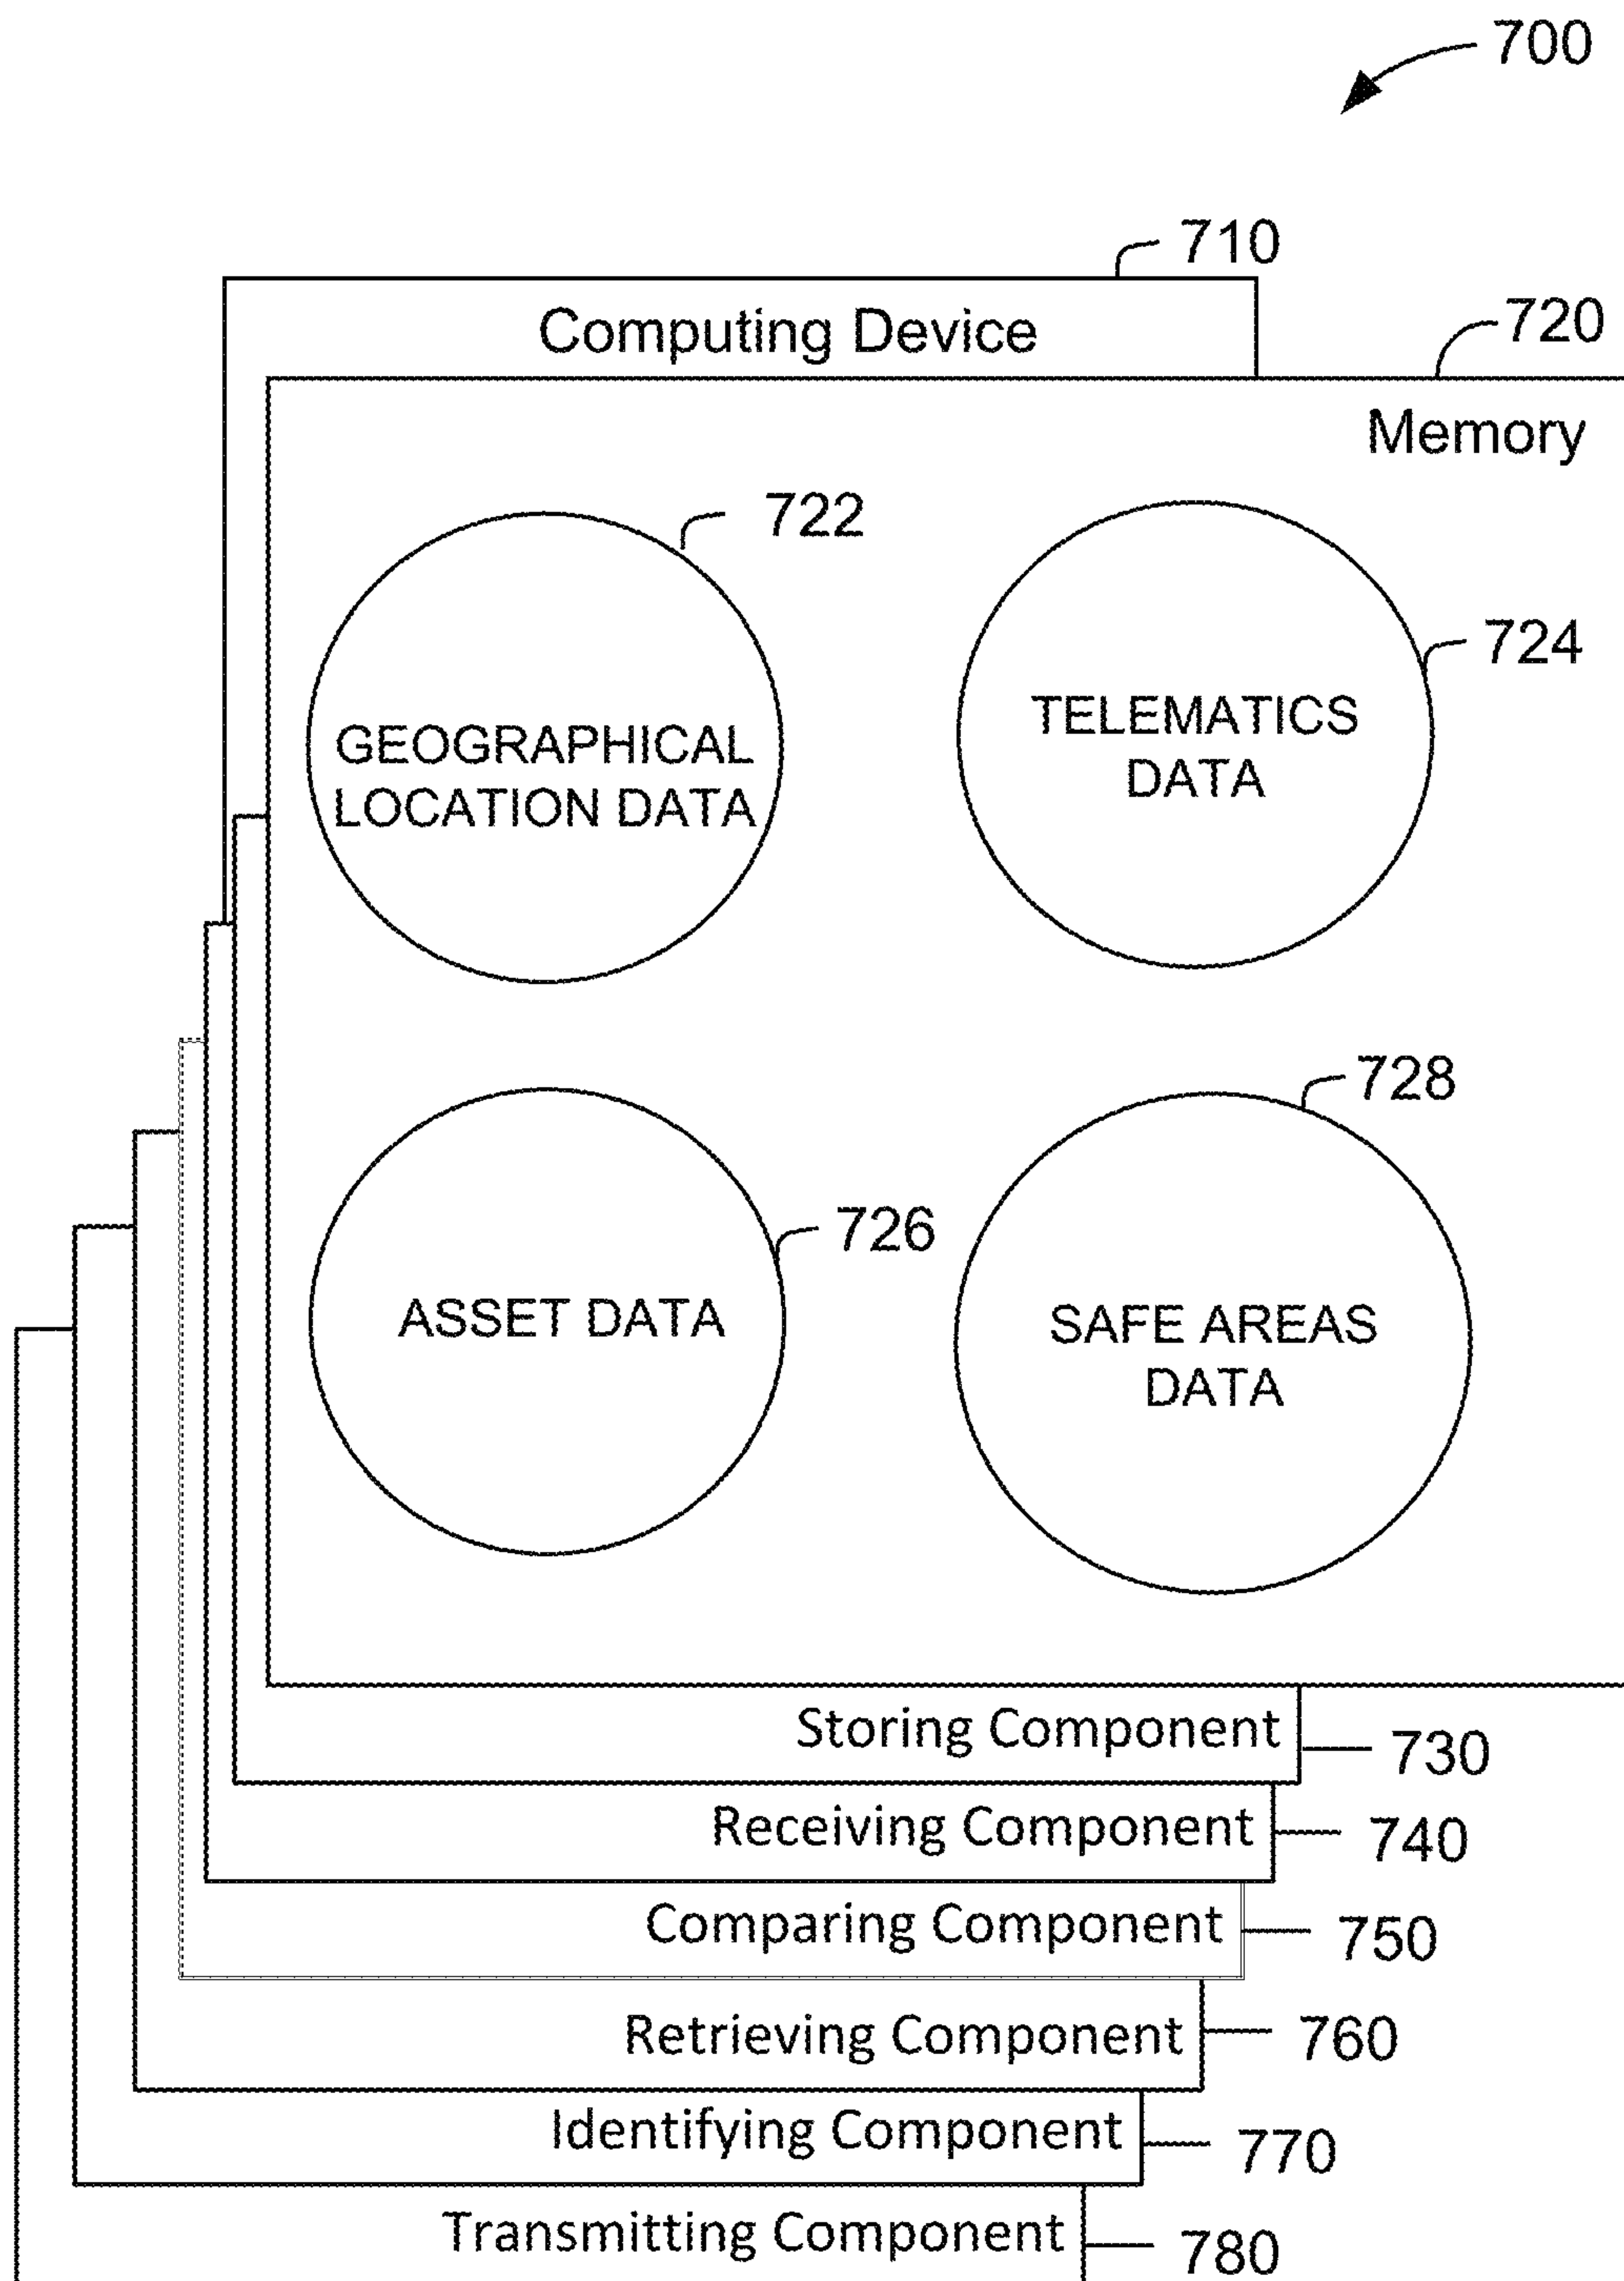 700
710
Computing Device
720
Memory
722
724
GEOGRAPHICAL
LOCATION DATA
TELEMATICS
DATA
726
728
ASSET DATA
SAFE AREAS
DATA
Storing Component
730
Receiving Component
740
Comparing Component
750
Retrieving Component
760
Identifying Component
770
Transmitting Component
780